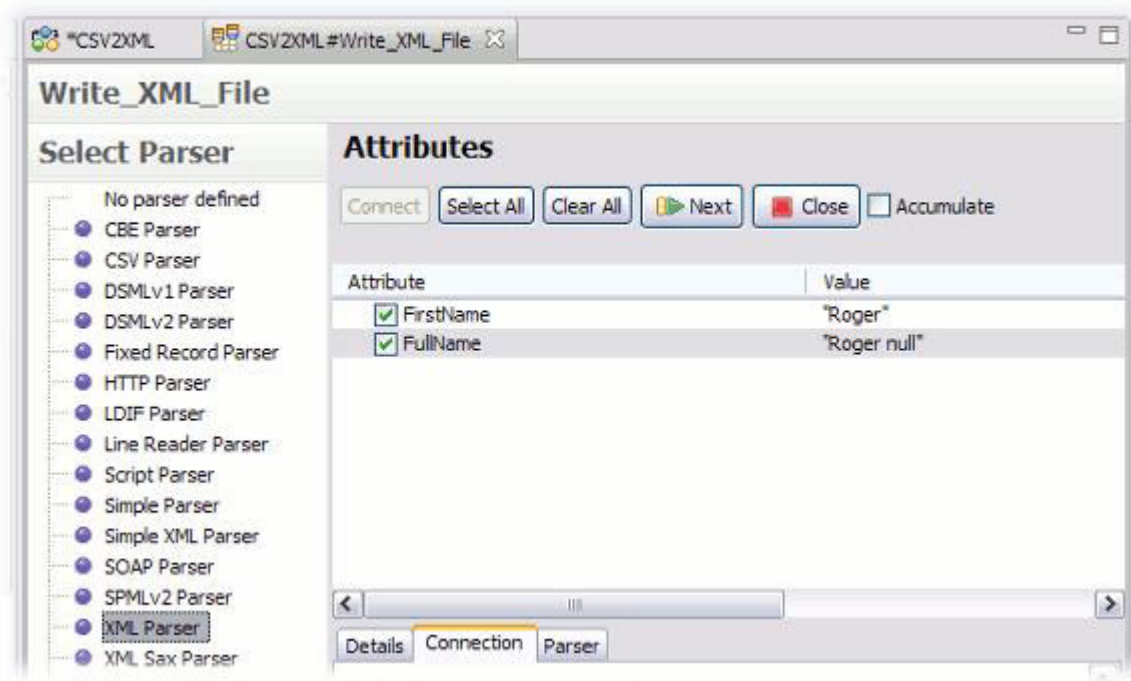 *CSV2XML CSV2XML#Write_XML_File
Write_XML_File
Select Parser
No parser defined
CBE Parser
CSV Parser
DSMLv1 Parser
DSMLv2 Parser
Fixed Record Parser
HTTP Parser
LDIF Parser
Line Reader Parser
Script Parser
Simple Parser
Simple XML Parser
SOAP Parser
SPMLv2 Parser
XML Parser
XML Sax Parser
Attributes
Connect Select All Clear All Next Close Accumulate
Attribute Value
FirstName "Roger"
FullName "Roger null"
Details Connection Parser